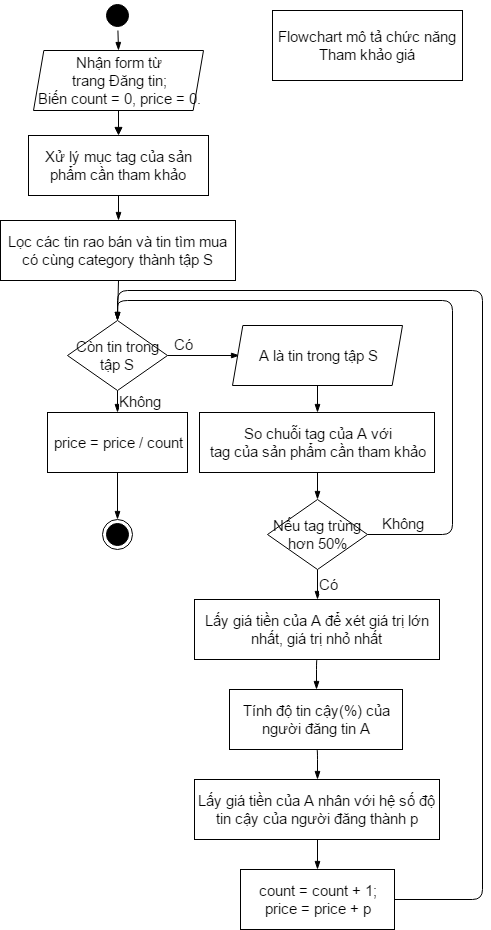 Flowchart mô tả chức năng
Tham khảo giá
Nhận form từ
trang Đăng tin;
Biến count = 0, price = 0.
Xử lý mục tag của sản
phẩm cần tham khảo
Lọc các tin rao bán và tin tìm mua
có cùng category thành tập S
Còn tin trong
tập S
Có
A là tin trong tập S
Không
price = price / count
So chuỗi tag của A với
tag của sản phẩm cần tham khảo
Nếu tag trùng
hơn 50%
Không
Có
Lấy giá tiền của A để xét giá trị lớn
nhất, giá trị nhỏ nhất
Tính độ tin cậy(%) của
người đăng tin A
Lấy giá tiền của A nhân với hệ số độ
tin cậy của người đăng thành p
count = count + 1;
price = price + p